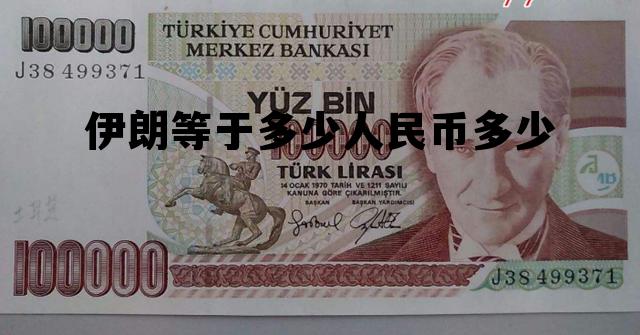 100000
TÜRKİYE CUMHURİYET
MERKEZ BANKASI
J38 499371
YÜZ BİN
伊朗等于多少人民币多少
100000
TÜRK LİRASI
14 OCAK 1970 TARİH VE 1211 SAYILI
KANUNA GÖRE ÇIKARILMIŞTIR.
BAŞKAN BAŞKAN YARDIMCISI
100000
J38 499371